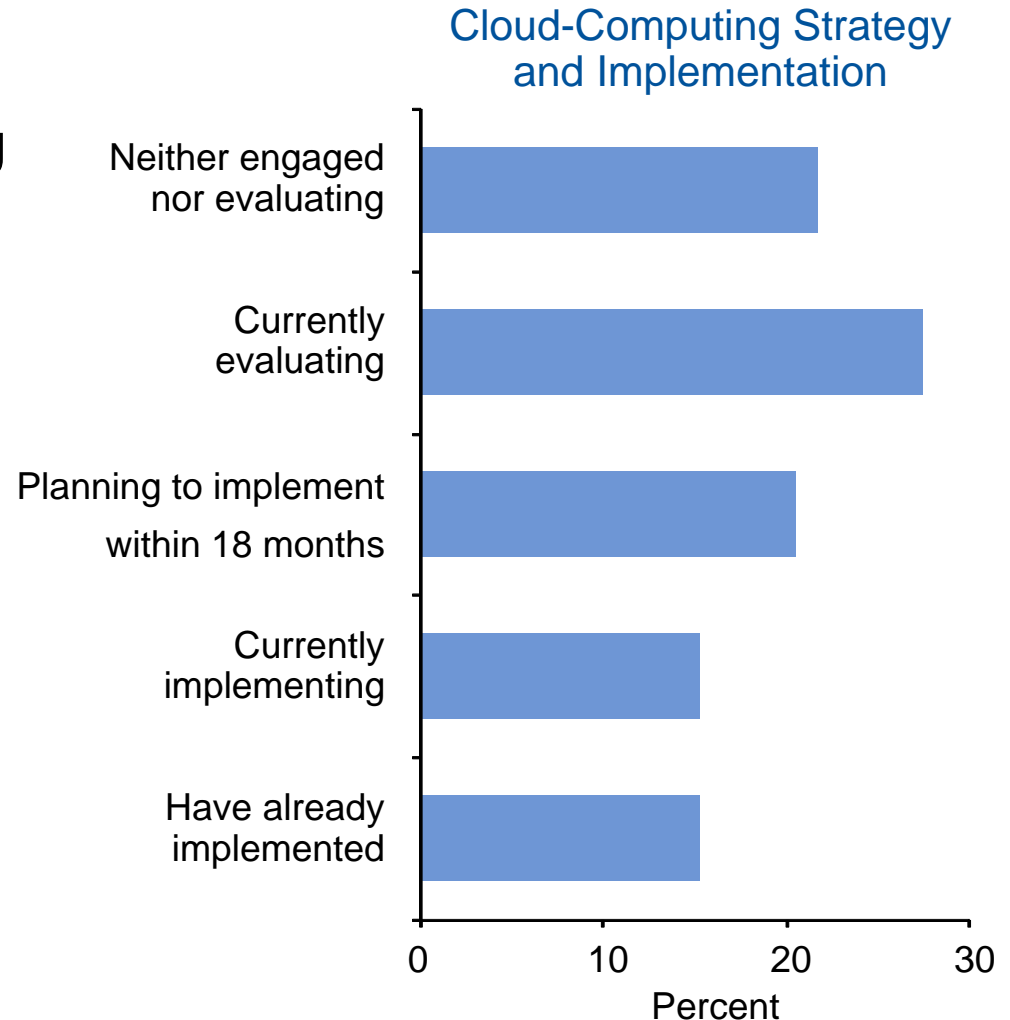 Cloud-Computing Strategy
and Implementation
Neither engaged
nor evaluating
Currently
evaluating
Planning to implement
within 18 months
Currently
implementing
Have already
implemented
0 10 20 30
Percent